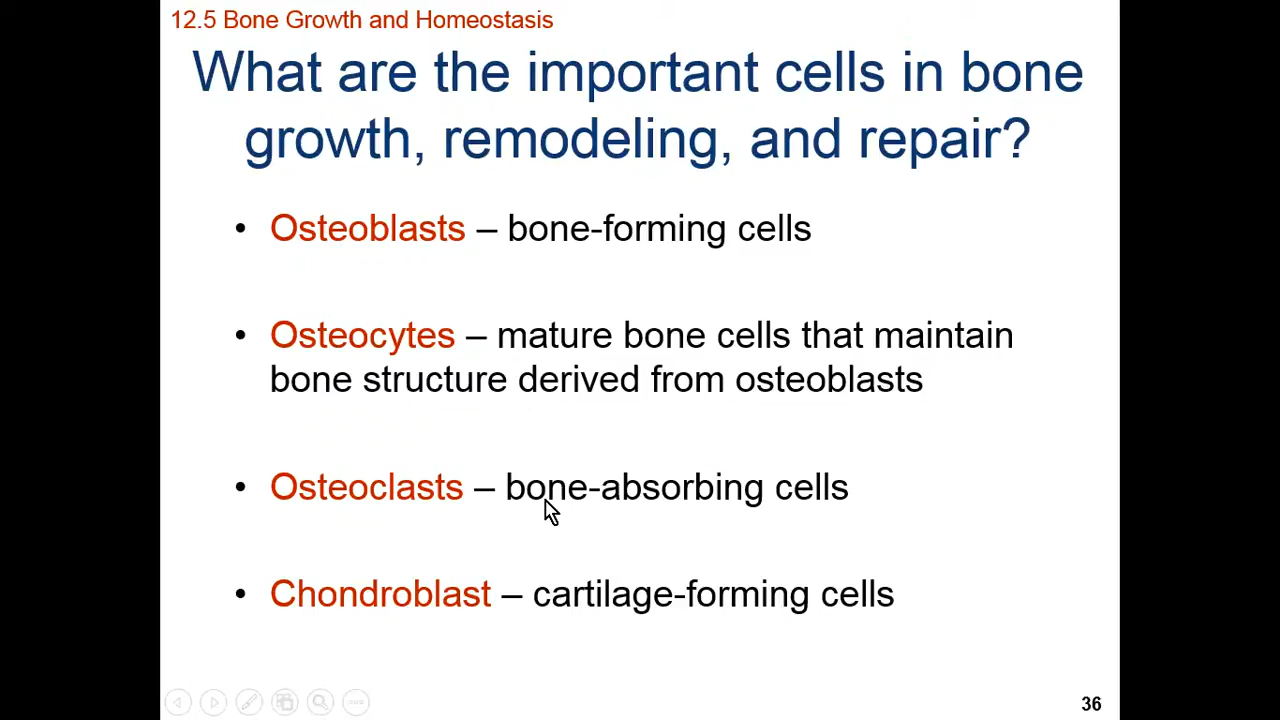 12.5 Bone Growth and Homeostasis
What are the important cells in bone
growth, remodeling, and repair?
• Osteoblasts – bone-forming cells
• Osteocytes – mature bone cells that maintain
bone structure derived from osteoblasts
• Osteoclasts – bone-absorbing cells
• Chondroblast – cartilage-forming cells
36